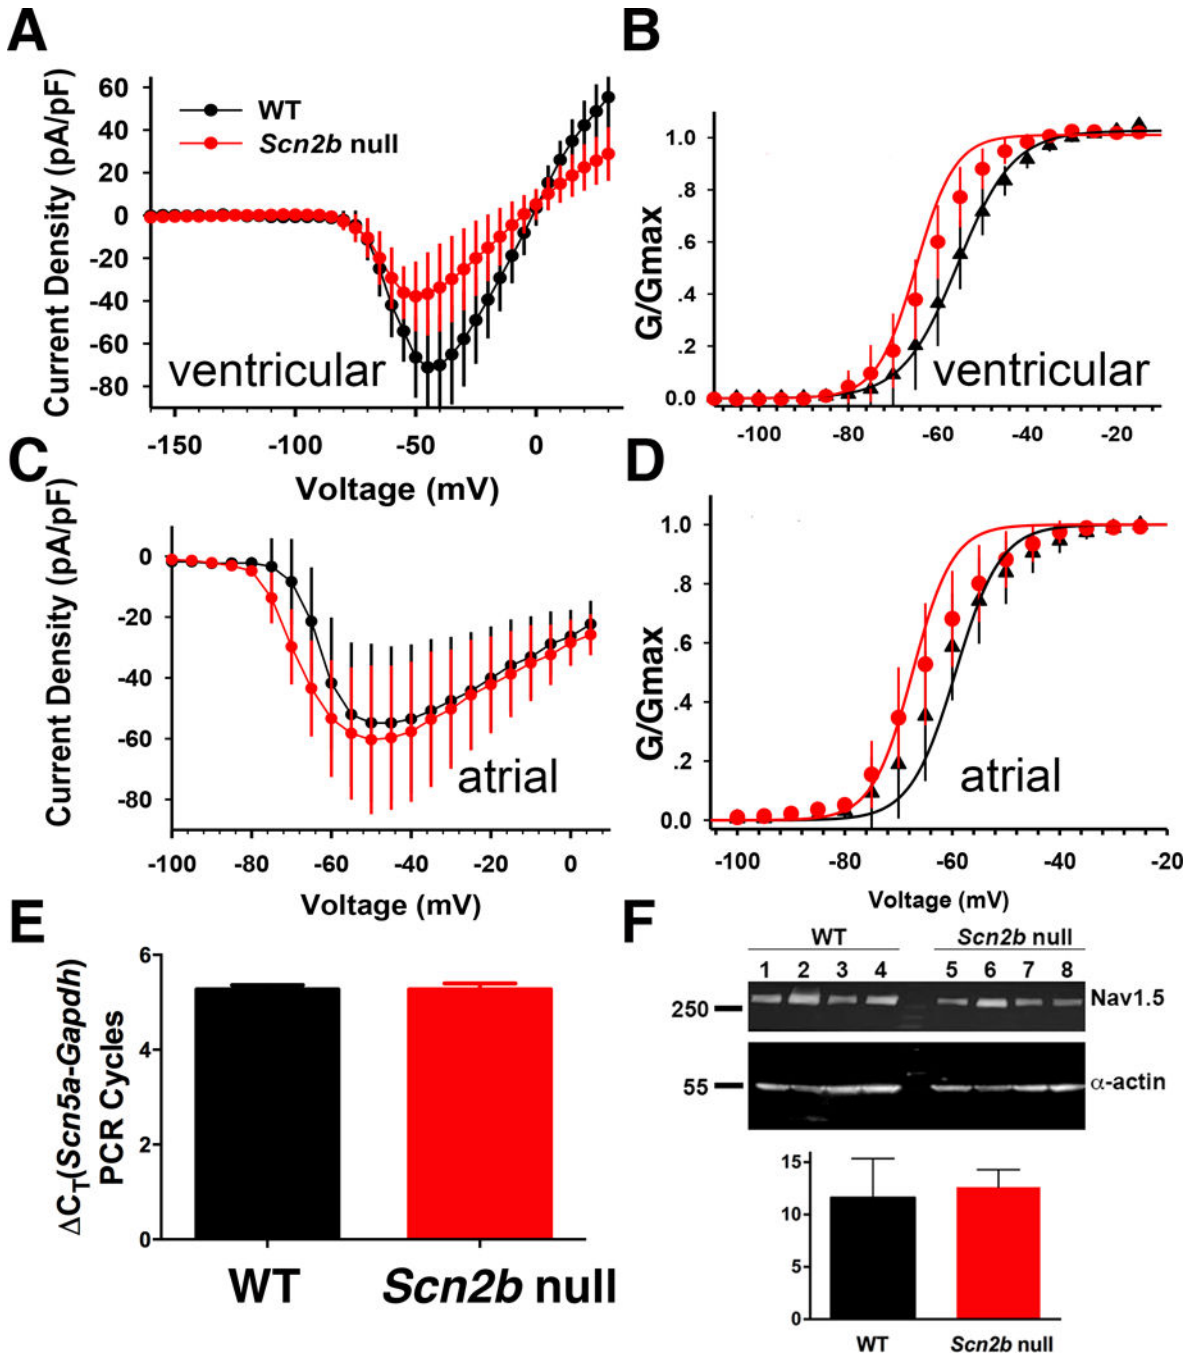 A
Current Density (pA/pF)
60
40
20
0
-20
-40
-60
-80
WT
Scn2b null
ventricular
-150
-100
-50
0
Voltage (mV)
B
G/Gmax
1.0
.8
.6
.4
.2
0.0
ventricular
-100
-80
-60
-40
-20
C
Current Density (pA/pF)
0
-20
-40
-60
-80
atrial
-100
-80
-60
-40
-20
0
Voltage (mV)
D
G/Gmax
1.0
.8
.6
.4
.2
0.0
atrial
-100
-80
-60
-40
-20
Voltage (mV)
E
ΔCT(Scn5a-Gapdh)
PCR Cycles
6
4
2
0
WT
Scn2b null
F
WT
Scn2b null
1 2 3 4 5 6 7 8
250
Nav1.5
55
α-actin
15
10
5
0
WT
Scn2b null